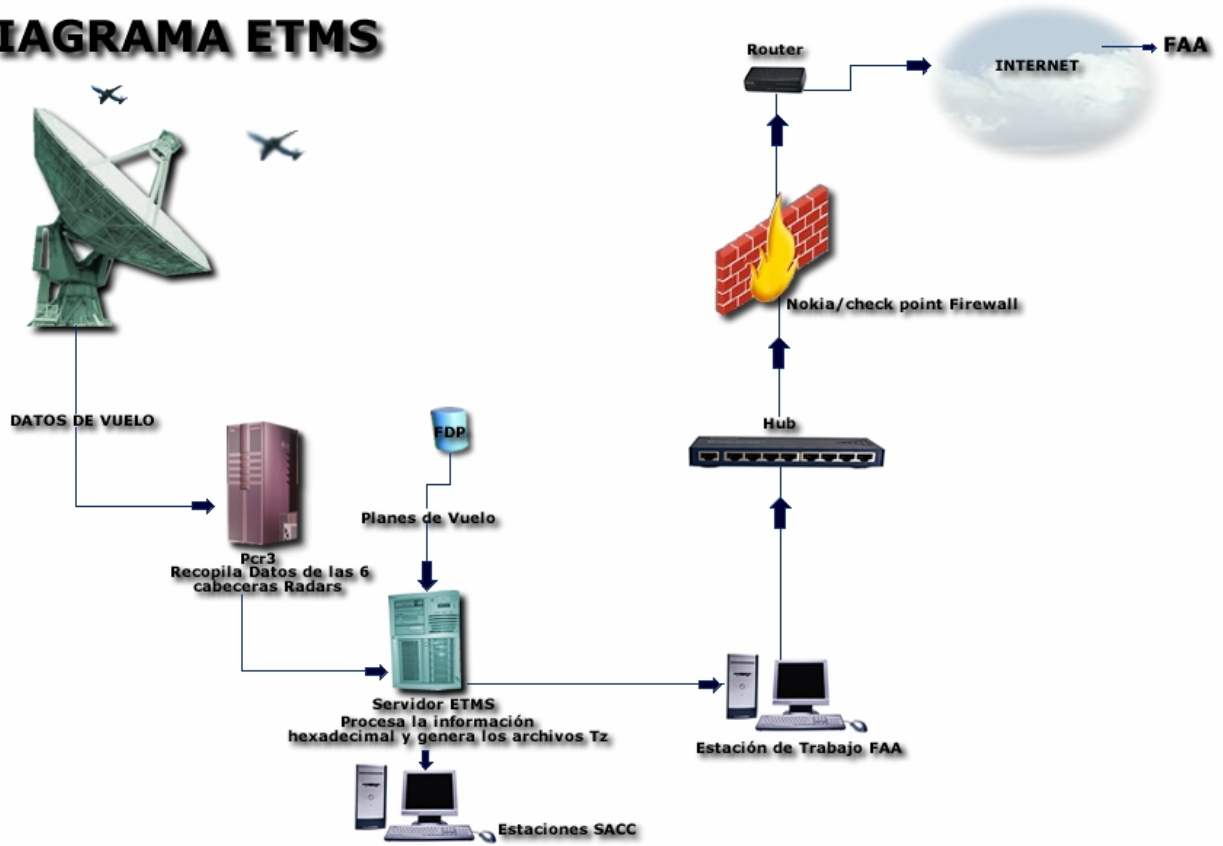 IAGRAMA ETMS
Router
INTERNET
FAA
Nokia/check point Firewall
DATOS DE VUELO
FDP
Hub
Planes de Vuelo
Pcr3
Recopila Datos de las 6
cabeceras Radars
Servidor ETMS
Procesa la información
hexadecimal y genera los archivos Tz
Estación de Trabajo FAA
Estaciones SACC